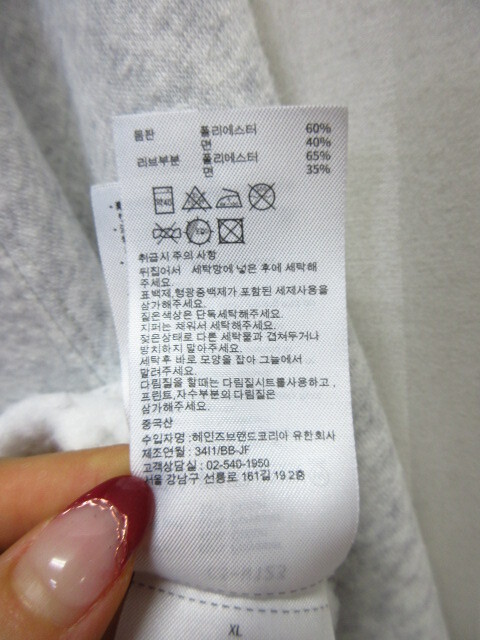 몸판 폴리에스터 60%
면 40%
리브부분 폴리에스터 65%
면 35%
약40
취급시 주의 사항
뒤집어서 세탁망에 넣은 후에 세탁해
주세요.
표백제,형광증백제가 포함된 세제사용을
삼가해주세요.
짙은색상은 단독세탁해주세요.
지퍼는 채워서 세탁해주세요.
젖은상태로 다른 세탁물과 겹쳐두거나
방치하지 말아주세요.
세탁후 바로 모양을 잡아 그늘에서
말려주세요.
다림질을 할때는 다림질시트를사용하고,
프린트,자수부분의 다림질은
삼가해주세요.
중국산
수입자명 : 헤인즈브랜드코리아 유한회사
제조연월 : 34I1/BB-JF
고객상담실 : 02-540-1950
서울 강남구 선릉로 161길 19 2층
XL